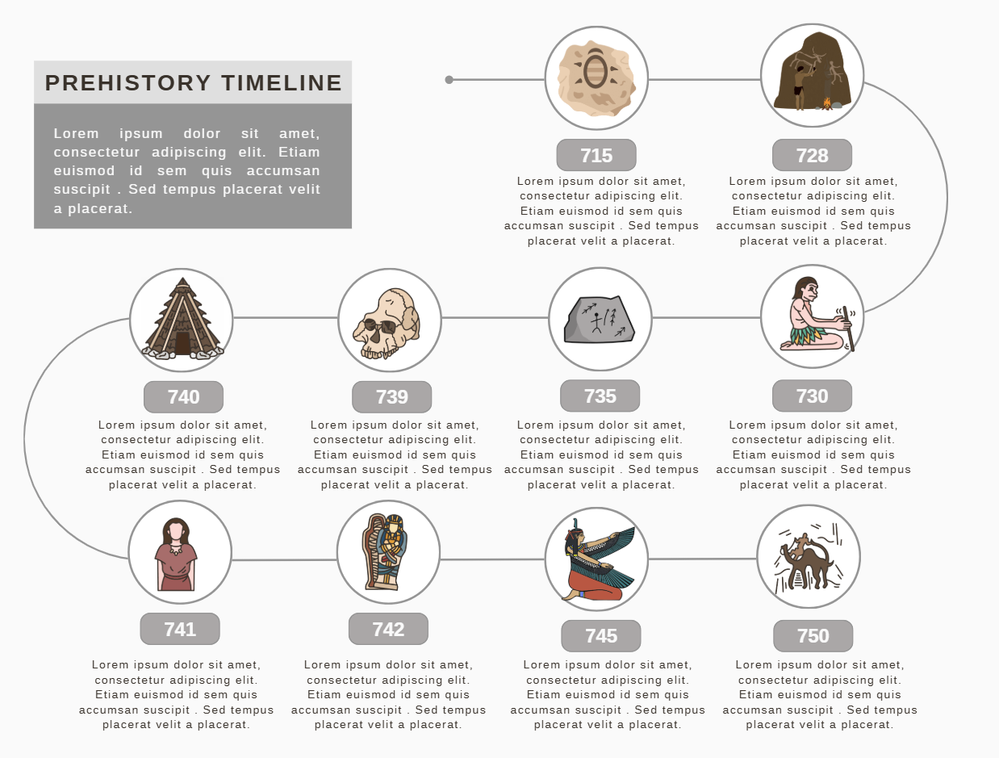 PREHISTORY TIMELINE
Lorem ipsum dolor sit amet,
consectetur adipiscing elit. Etiam
euismod id sem quis accumsan
suscipit . Sed tempus placerat velit
a placerat.
715
Lorem ipsum dolor sit amet,
consectetur adipiscing elit.
Etiam euismod id sem quis
accumsan suscipit . Sed tempus
placerat velit a placerat.
728
Lorem ipsum dolor sit amet,
consectetur adipiscing elit.
Etiam euismod id sem quis
accumsan suscipit . Sed tempus
placerat velit a placerat.
740
Lorem ipsum dolor sit amet,
consectetur adipiscing elit.
Etiam euismod id sem quis
accumsan suscipit . Sed tempus
placerat velit a placerat.
739
Lorem ipsum dolor sit amet,
consectetur adipiscing elit.
Etiam euismod id sem quis
accumsan suscipit . Sed tempus
placerat velit a placerat.
735
Lorem ipsum dolor sit amet,
consectetur adipiscing elit.
Etiam euismod id sem quis
accumsan suscipit . Sed tempus
placerat velit a placerat.
730
Lorem ipsum dolor sit amet,
consectetur adipiscing elit.
Etiam euismod id sem quis
accumsan suscipit . Sed tempus
placerat velit a placerat.
741
Lorem ipsum dolor sit amet,
consectetur adipiscing elit.
Etiam euismod id sem quis
accumsan suscipit . Sed tempus
placerat velit a placerat.
742
Lorem ipsum dolor sit amet,
consectetur adipiscing elit.
Etiam euismod id sem quis
accumsan suscipit . Sed tempus
placerat velit a placerat.
745
Lorem ipsum dolor sit amet,
consectetur adipiscing elit.
Etiam euismod id sem quis
accumsan suscipit . Sed tempus
placerat velit a placerat.
750
Lorem ipsum dolor sit amet,
consectetur adipiscing elit.
Etiam euismod id sem quis
accumsan suscipit . Sed tempus
placerat velit a placerat.